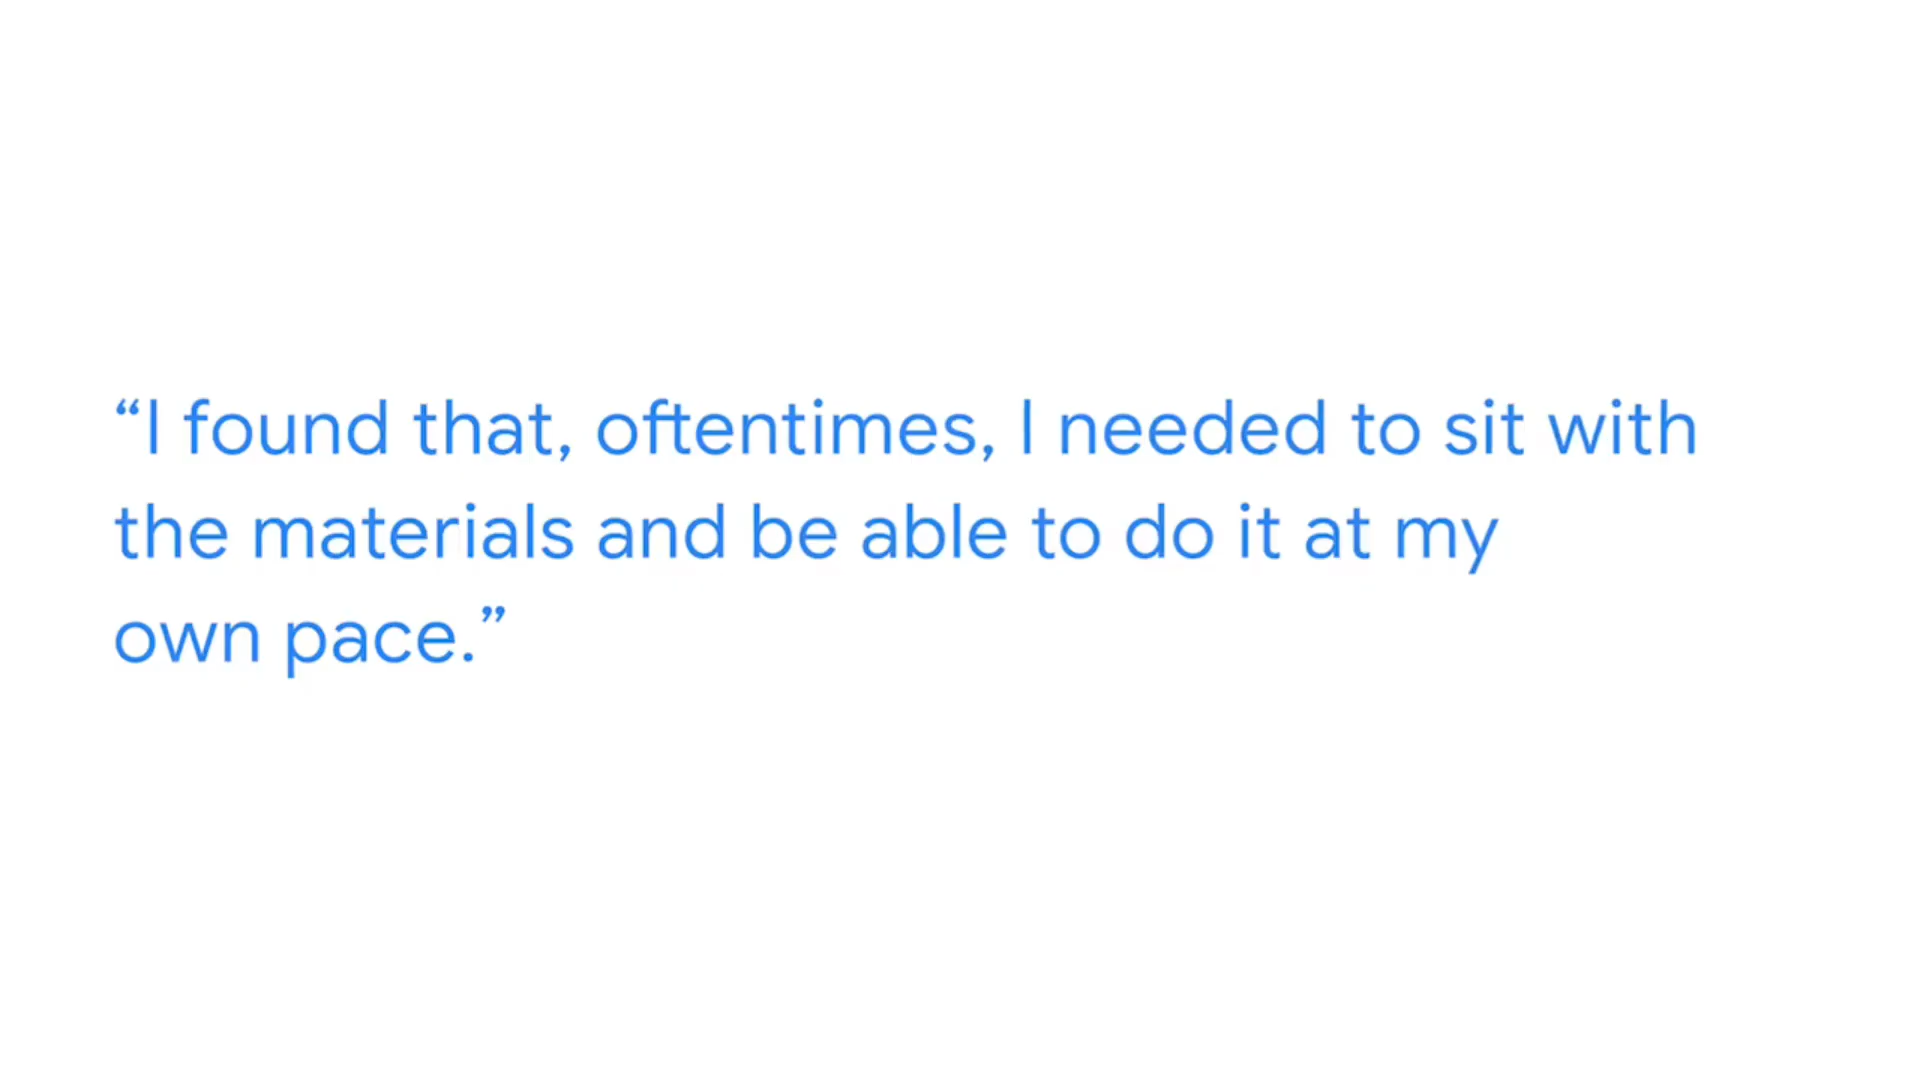 “I found that, oftentimes, I needed to sit with
the materials and be able to do it at my
own pace.”